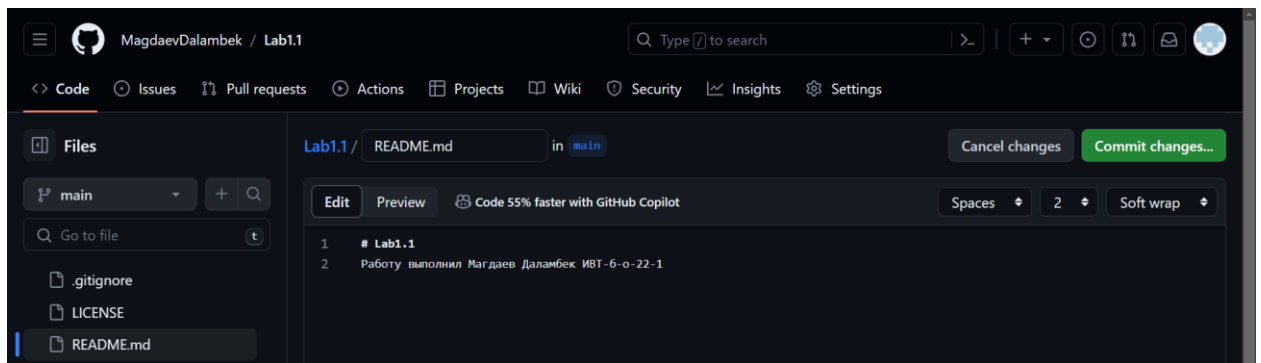 MagdaevDalambek / Lab1.1
Type / to search
Code Issues Pull requests Actions Projects Wiki Security Insights Settings
Files
Lab1.1 / README.md in main
Cancel changes Commit changes...
main
Edit Preview Code 55% faster with GitHub Copilot
Spaces 2 Soft wrap
Go to file t
1 # Lab1.1
2 Работу выполнил Магдаев Даламбек ИВТ-б-о-22-1
.gitignore
LICENSE
README.md